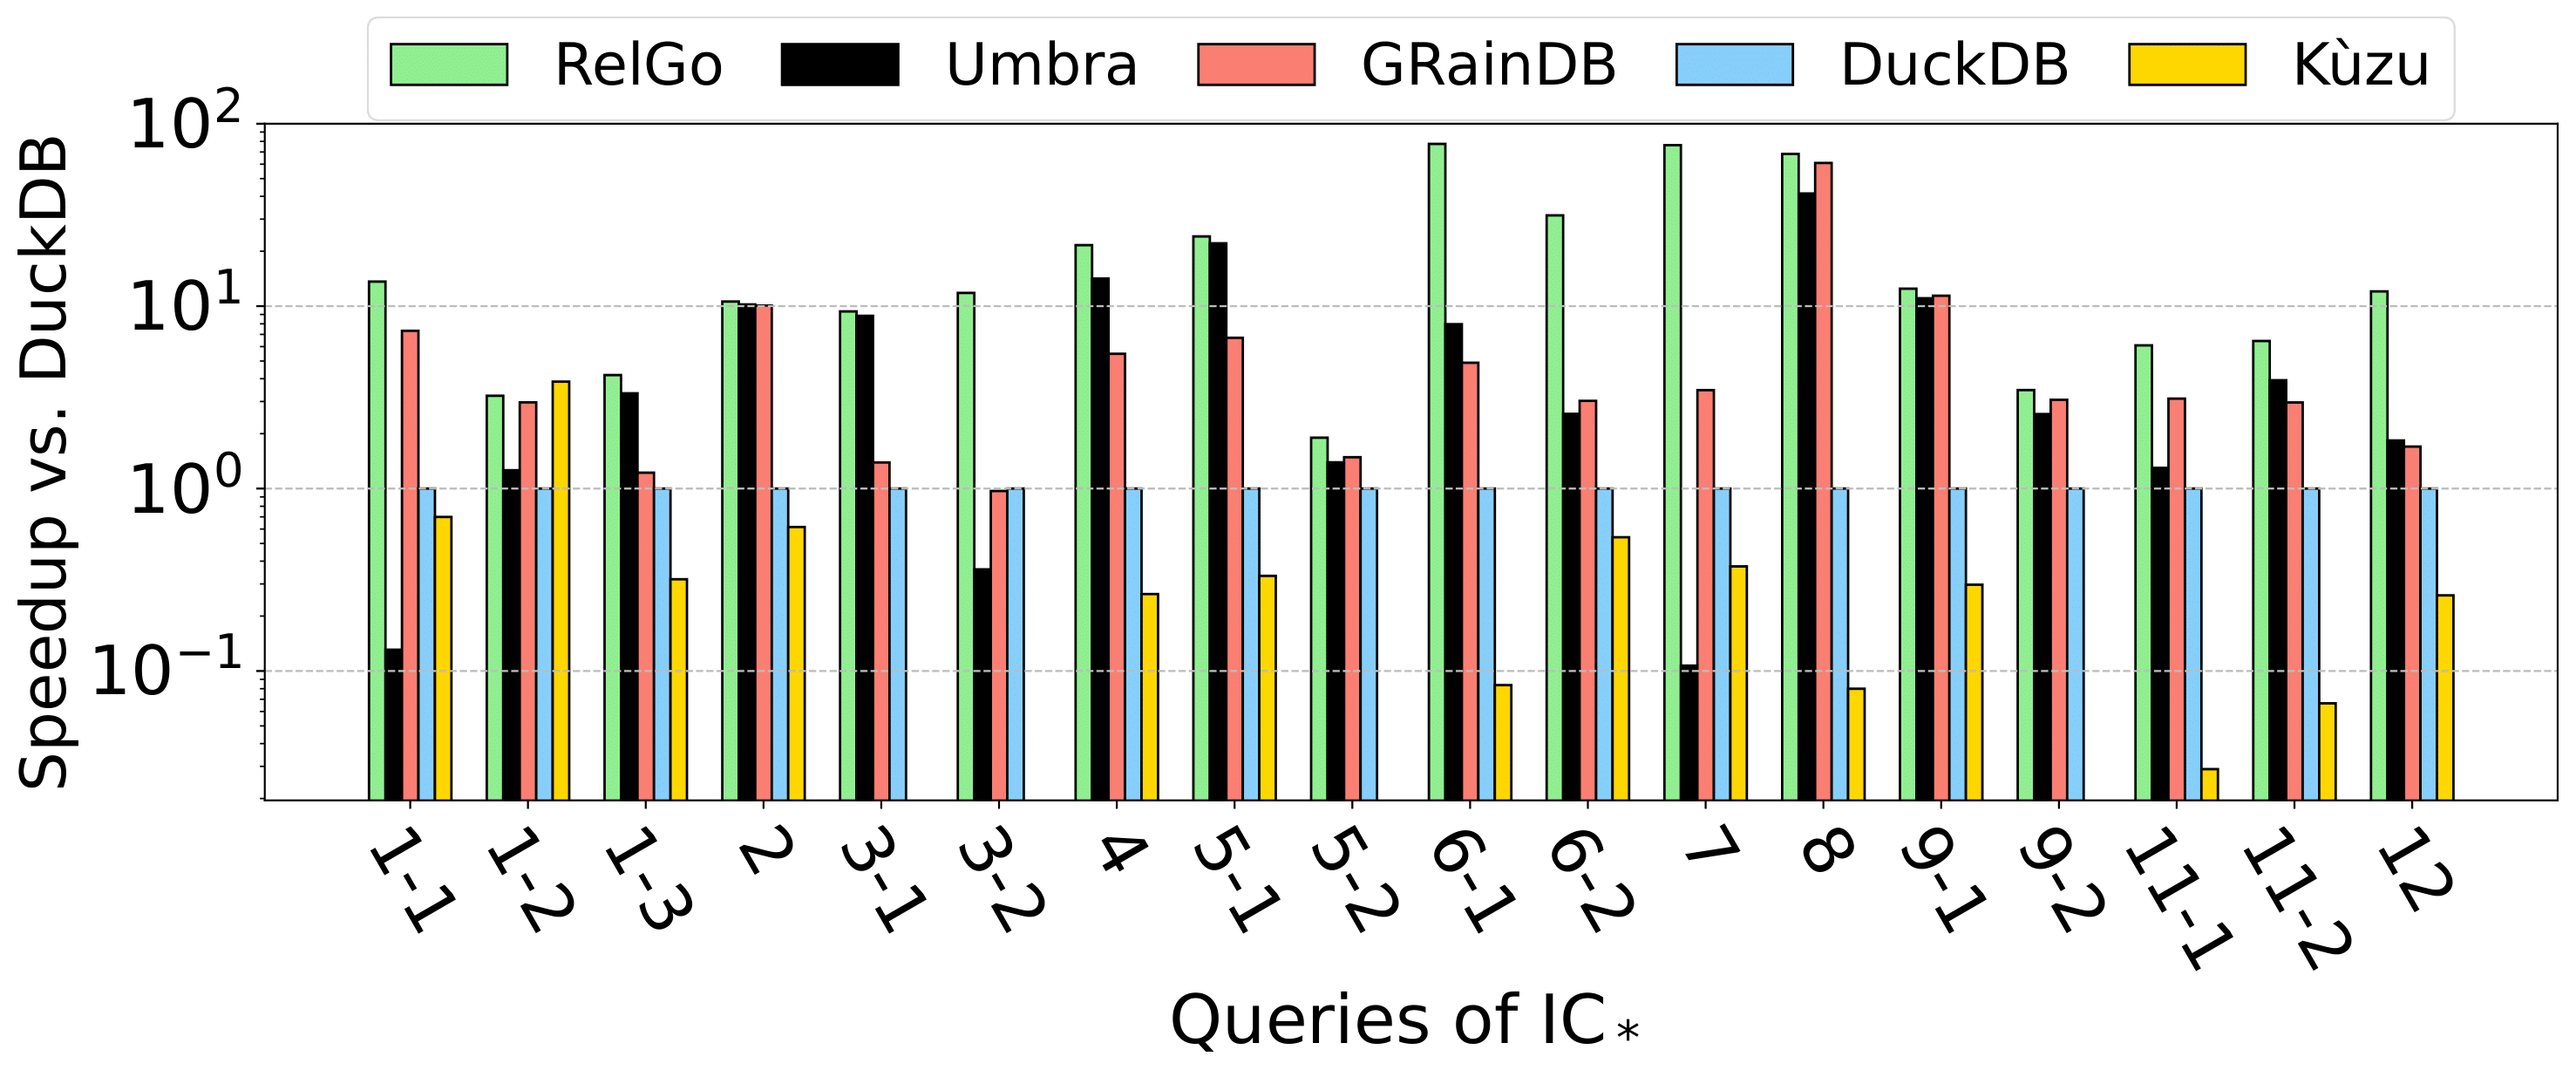 RelGo Umbra GRainDB DuckDB Kùzu
Speedup vs. DuckDB
10²
10¹
10⁰
10⁻¹
1-1 1-2 1-3 2 3-1 3-2 4 5-1 5-2 6-1 6-2 7 8 9-1 9-2 11-1 11-2 12
Queries of IC*